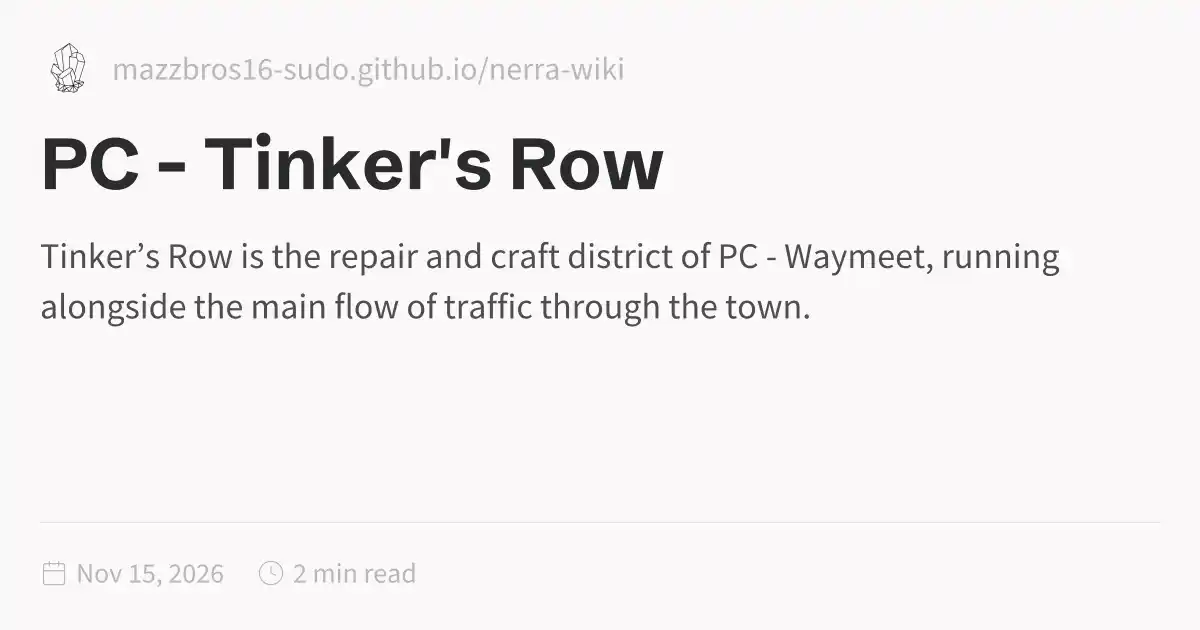 mazzbros16-sudo.github.io/nerra-wiki
PC - Tinker's Row
Tinker’s Row is the repair and craft district of PC - Waymeet, running
alongside the main flow of traffic through the town.
Nov 15, 2026 2 min read